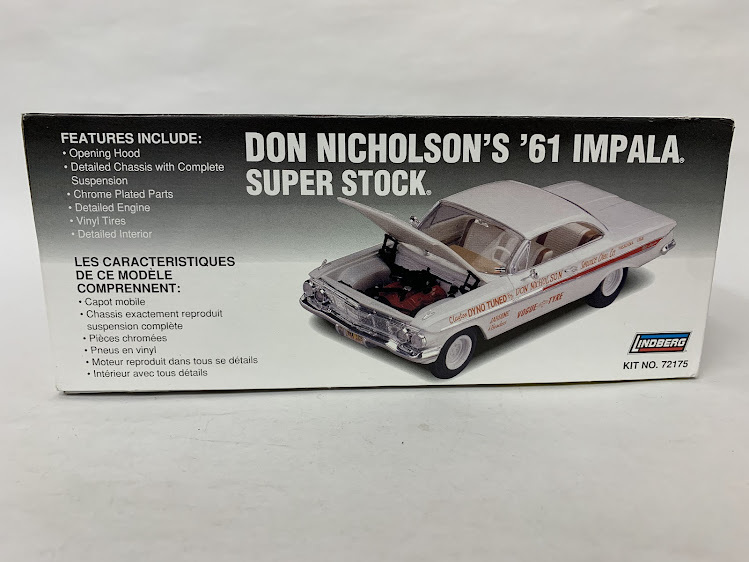 FEATURES INCLUDE:
• Opening Hood
• Detailed Chassis with Complete
Suspension
• Chrome Plated Parts
• Detailed Engine
• Vinyl Tires
• Detailed Interior
LES CARACTERISTIQUES
DE CE MODÈLE
COMPRENNENT:
• Capot mobile
• Chassis exactement reproduit
suspension complète
• Pièces chromées
• Pneus en vinyl
• Moteur reproduit dans tous se détails
• Intérieur avec tous détails
DON NICHOLSON'S '61 IMPALA®
SUPER STOCK®
DYNO TUNED by DON NICHOLSON
VOGUE TYRE
LINDBERG
KIT NO. 72175